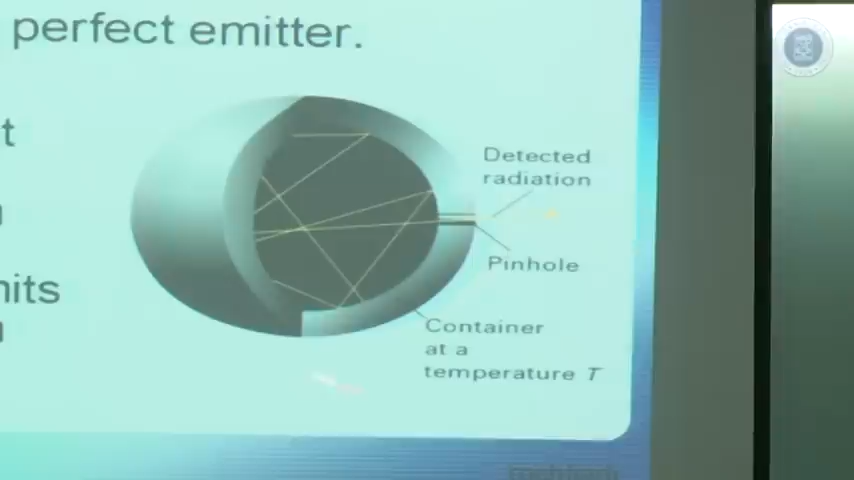 perfect emitter.
t
Detected
radiation
Pinhole
nits
Container
at a
temperature T